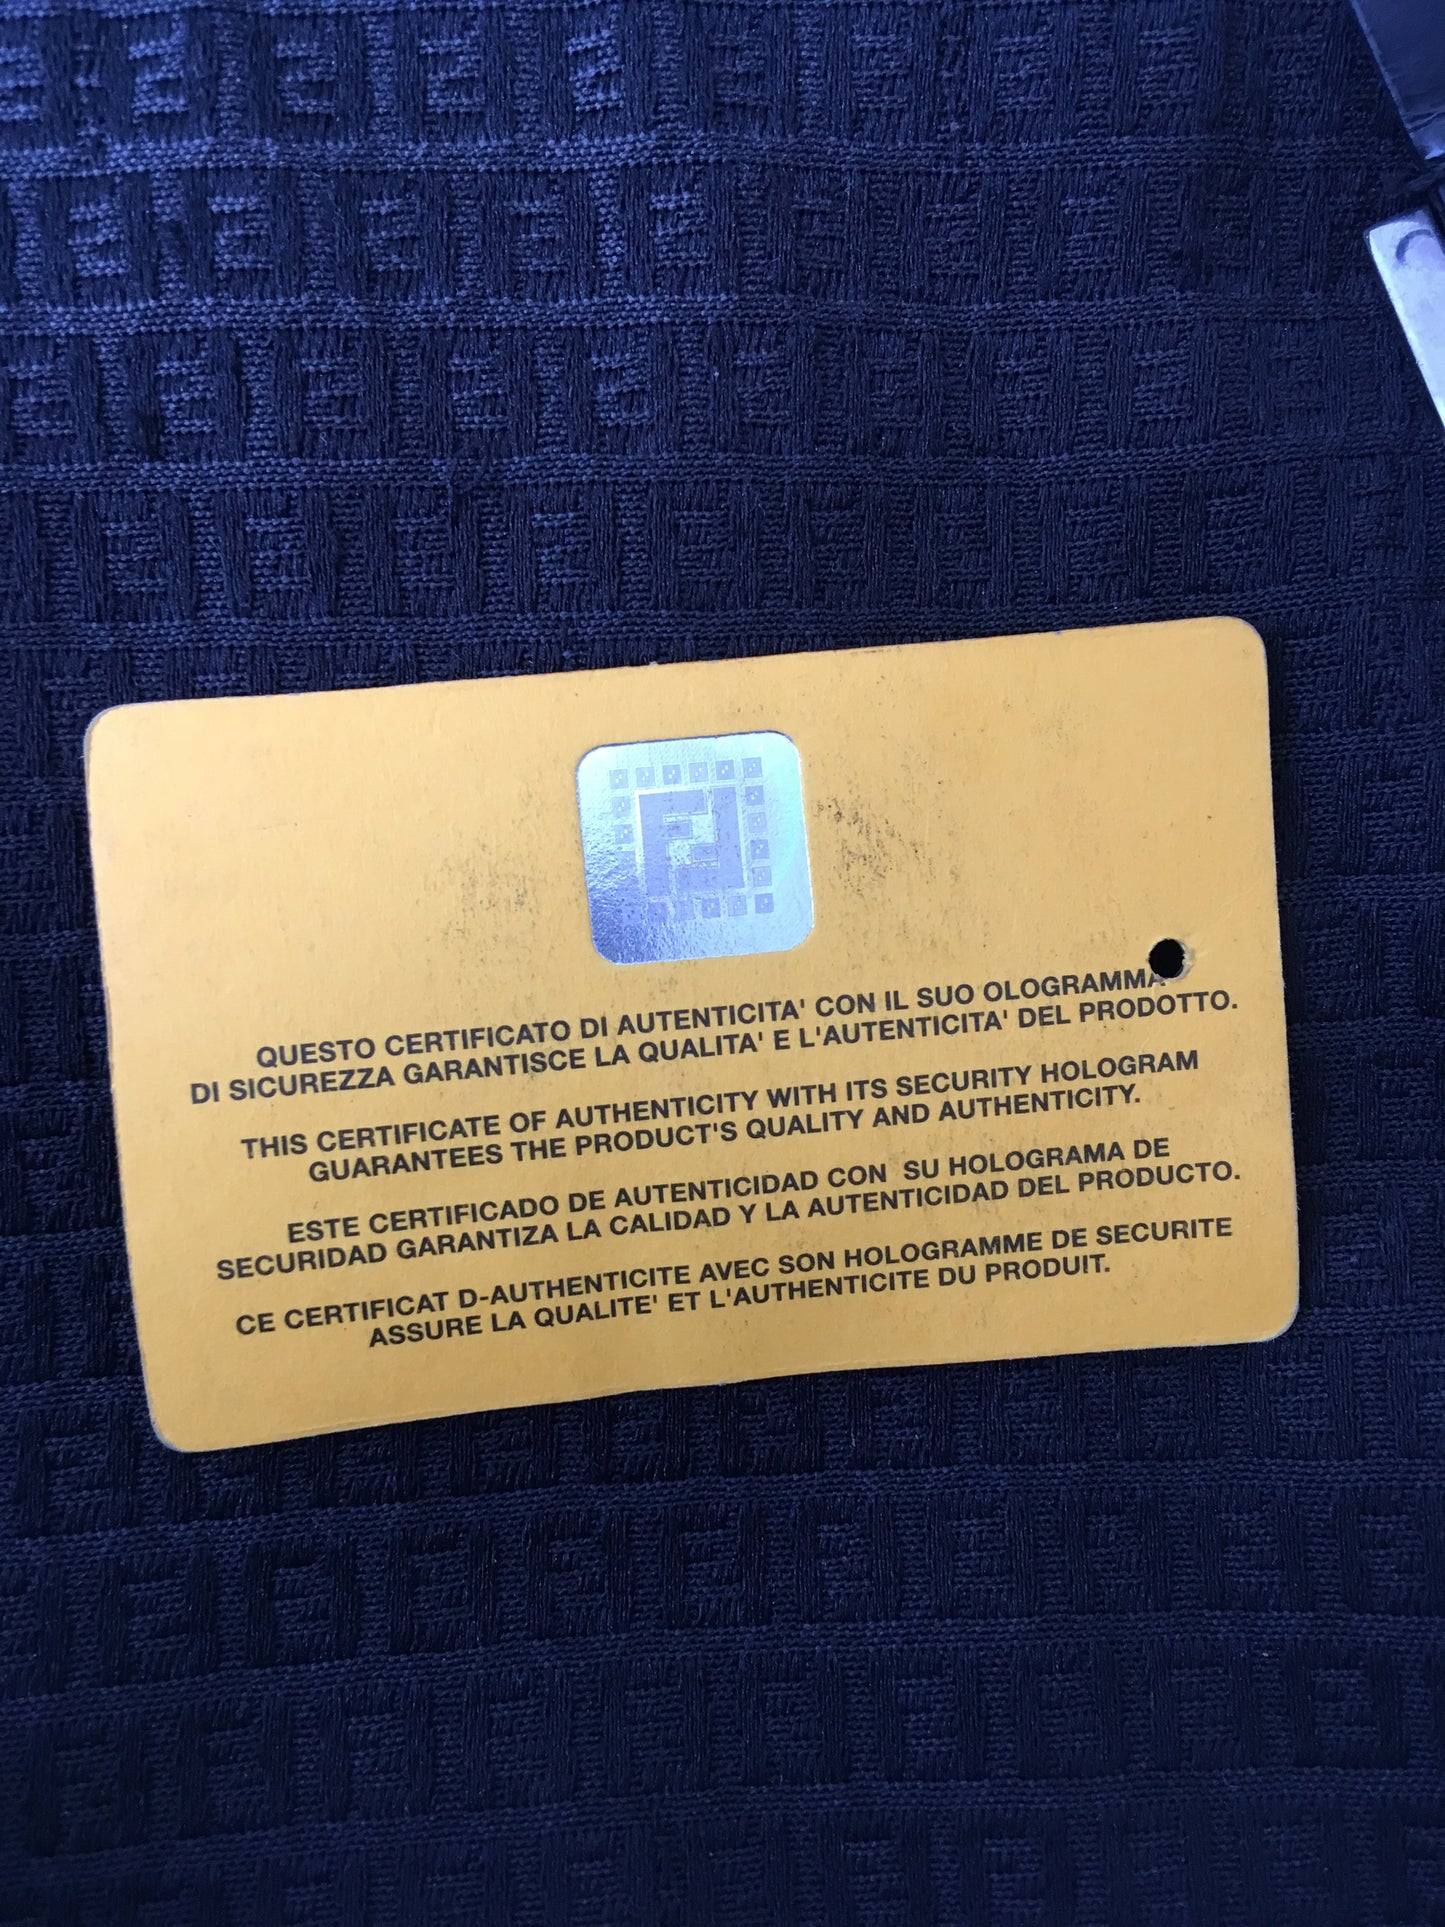 QUESTO CERTIFICATO DI AUTENTICITA' CON IL SUO OLOGRAMMA
DI SICUREZZA GARANTISCE LA QUALITA' E L'AUTENTICITA' DEL PRODOTTO.
THIS CERTIFICATE OF AUTHENTICITY WITH ITS SECURITY HOLOGRAM
GUARANTEES THE PRODUCT'S QUALITY AND AUTHENTICITY.
ESTE CERTIFICADO DE AUTENTICIDAD CON SU HOLOGRAMA DE
SECURIDAD GARANTIZA LA CALIDAD Y LA AUTENTICIDAD DEL PRODUCTO.
CE CERTIFICAT D-AUTHENTICITE AVEC SON HOLOGRAMME DE SECURITE
ASSURE LA QUALITE' ET L'AUTHENTICITE DU PRODUIT.